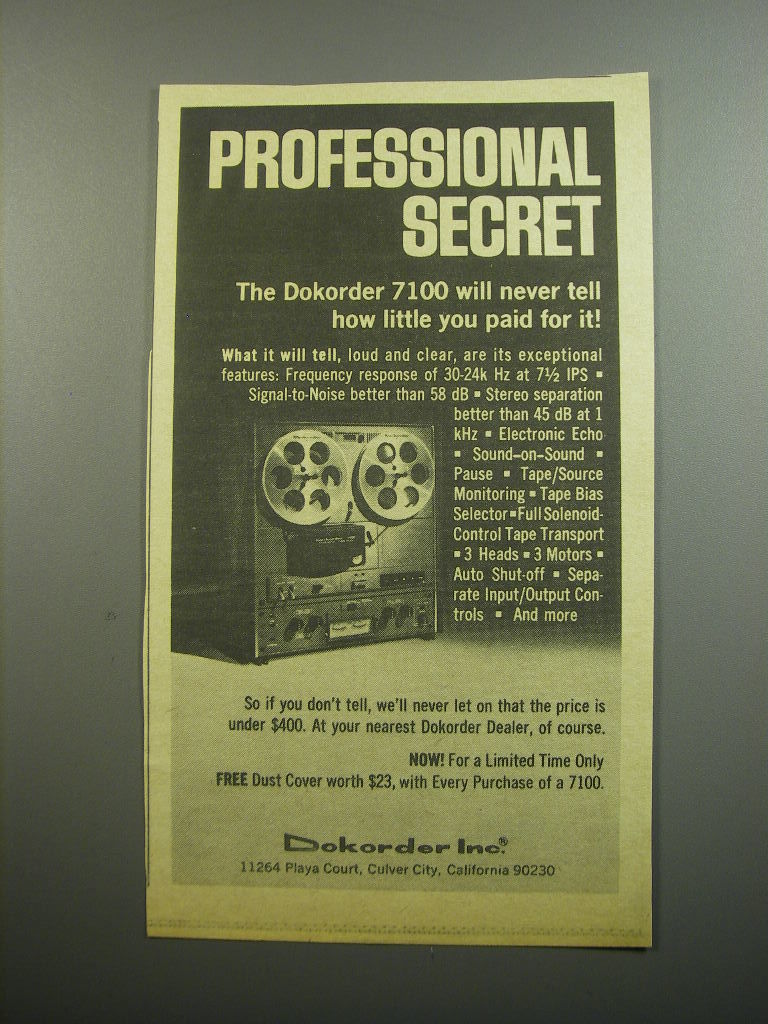 PROFESSIONAL
SECRET
The Dokorder 7100 will never tell
how little you paid for it!
What it will tell, loud and clear, are its exceptional
features: Frequency response of 30-24k Hz at 7½ IPS ▪
Signal-to-Noise better than 58 dB ▪ Stereo separation
better than 45 dB at 1
kHz ▪ Electronic Echo
▪ Sound-on-Sound ▪
Pause ▪ Tape/Source
Monitoring ▪ Tape Bias
Selector ▪ Full Solenoid-
Control Tape Transport
▪ 3 Heads ▪ 3 Motors ▪
Auto Shut-off ▪ Sepa-
rate Input/Output Con-
trols ▪ And more
So if you don't tell, we'll never let on that the price is
under $400. At your nearest Dokorder Dealer, of course.
NOW! For a Limited Time Only
FREE Dust Cover worth $23, with Every Purchase of a 7100.
Dokorder Inc.®
11264 Playa Court, Culver City, California 90230